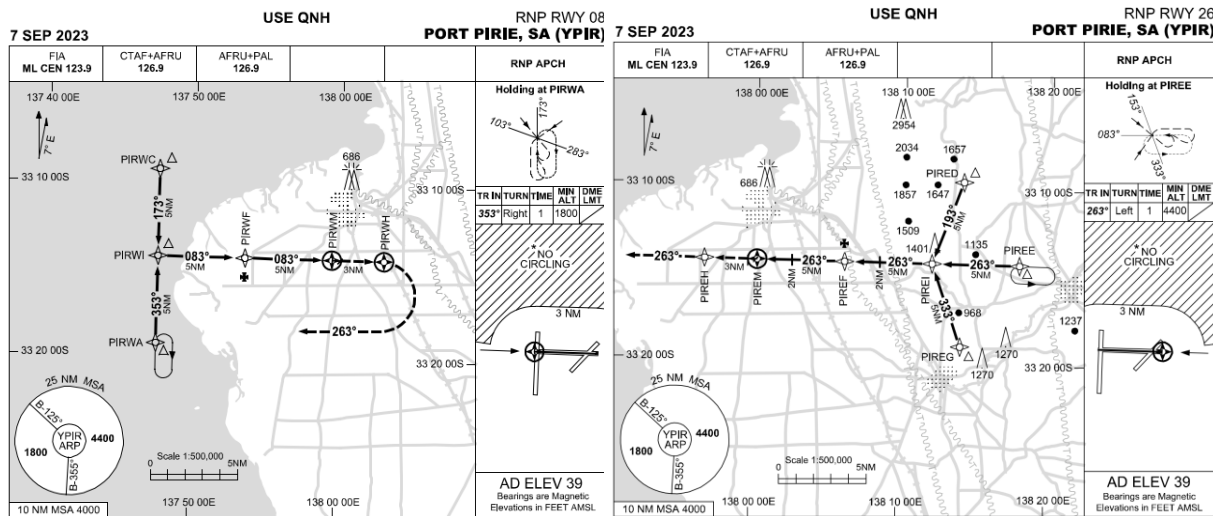 USE QNH
7 SEP 2023
RNP RWY 08
PORT PIRIE, SA (YPIR)
FIA
ML CEN 123.9
CTAF+AFRU
126.9
AFRU+PAL
126.9
RNP APCH
137 40 00E
137 50 00E
138 00 00E
7° E
PIRWC
33 10 00S
173°
5NM
PIRWI
083°
5NM
PIRWF
083°
5NM
PIRWM
3NM
PIRWH
686
353°
5NM
PIRWA
263°
33 20 00S
33 10 00S
33 20 00S
25 NM MSA
B-125°
1800
YPIR
ARP
4400
B-355°
10 NM MSA 4000
Scale 1:500,000
0
5NM
137 50 00E
138 00 00E
Holding at PIRWA
173°
103°
283°
TR IN TURN TIME MIN ALT DME LMT
353° Right 1 1800
* NO
CIRCLING
3 NM
AD ELEV 39
Bearings are Magnetic
Elevations in FEET AMSL
USE QNH
7 SEP 2023
RNP RWY 26
PORT PIRIE, SA (YPIR)
FIA
ML CEN 123.9
CTAF+AFRU
126.9
AFRU+PAL
126.9
RNP APCH
138 00 00E
138 10 00E
138 20 00E
7° E
2954
2034
1657
PIRED
1857
1647
33 10 00S
686
193°
5NM
1509
1401
1135
PIREE
263°
PIREH
3NM
PIREM
2NM
263°
5NM
PIREF
2NM
263°
5NM
PIREI
263°
5NM
333°
5NM
968
PIREG
1270
1270
1237
33 20 00S
33 10 00S
33 20 00S
25 NM MSA
B-125°
1800
YPIR
ARP
4400
B-355°
10 NM MSA 4000
Scale 1:500,000
0
5NM
138 00 00E
138 10 00E
138 20 00E
Holding at PIREE
153°
083°
333°
TR IN TURN TIME MIN ALT DME LMT
263° Left 1 4400
* NO
CIRCLING
3 NM
AD ELEV 39
Bearings are Magnetic
Elevations in FEET AMSL